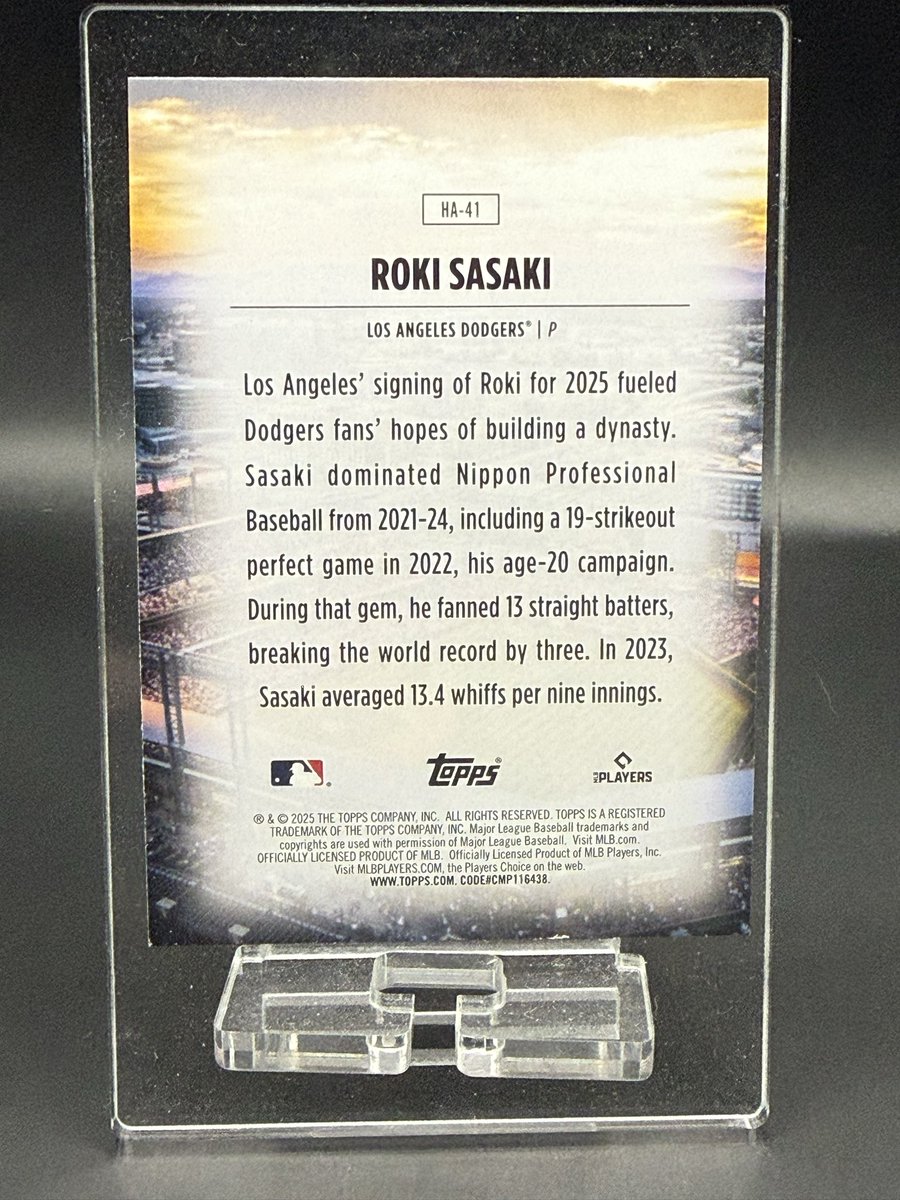 HA-41
ROKI SASAKI
LOS ANGELES DODGERS® | P
Los Angeles' signing of Roki for 2025 fueled
Dodgers fans' hopes of building a dynasty.
Sasaki dominated Nippon Professional
Baseball from 2021-24, including a 19-strikeout
perfect game in 2022, his age-20 campaign.
During that gem, he fanned 13 straight batters,
breaking the world record by three. In 2023,
Sasaki averaged 13.4 whiffs per nine innings.
Topps®
MLB PLAYERS
® & © 2025 THE TOPPS COMPANY, INC. ALL RIGHTS RESERVED. TOPPS IS A REGISTERED
TRADEMARK OF THE TOPPS COMPANY, INC. Major League Baseball trademarks and
copyrights are used with permission of Major League Baseball. Visit MLB.com.
OFFICIALLY LICENSED PRODUCT OF MLB. Officially Licensed Product of MLB Players, Inc.
Visit MLBPLAYERS.COM, the Players Choice on the web.
WWW.TOPPS.COM. CODE#CMP116438.